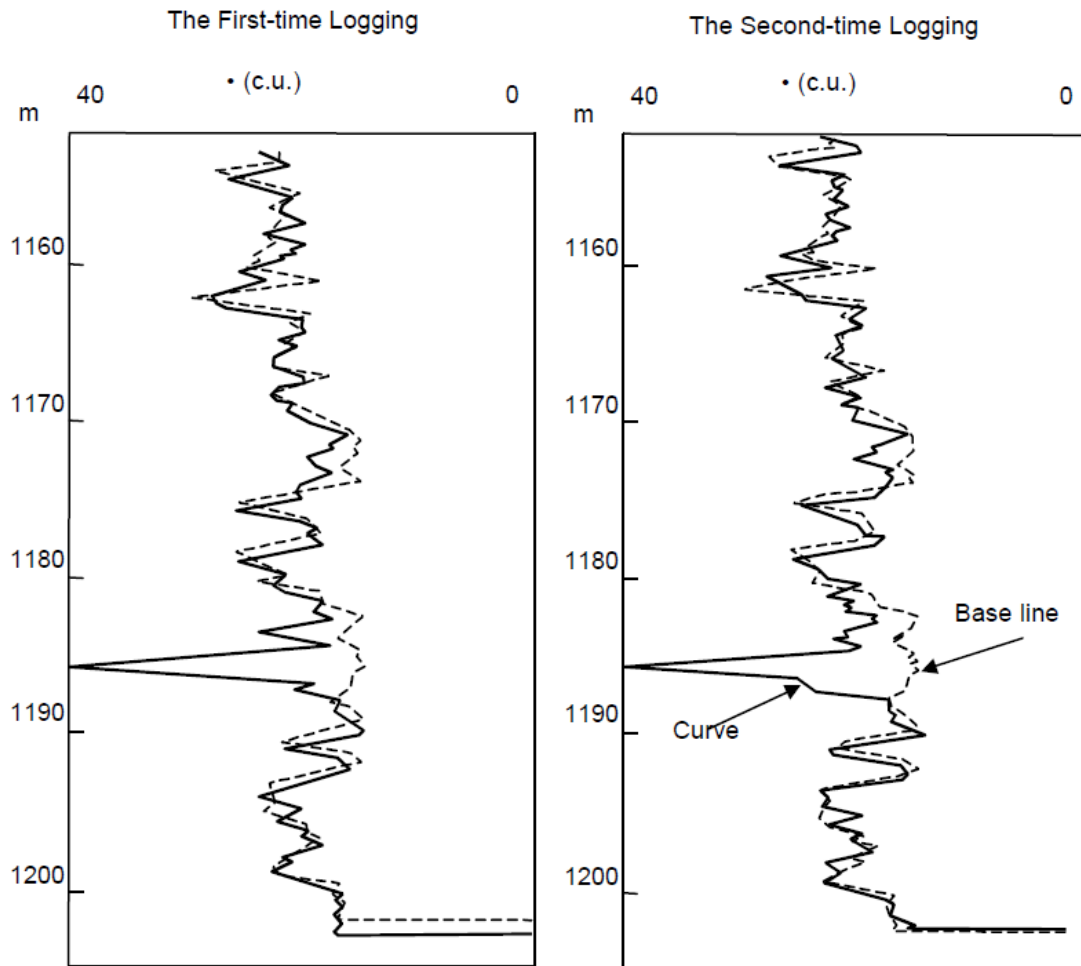 The First-time Logging
The Second-time Logging
• (c.u.)
• (c.u.)
40
0
40
0
m
m
1160
1160
1170
1170
1180
1180
Base line
1190
1190
Curve
1200
1200